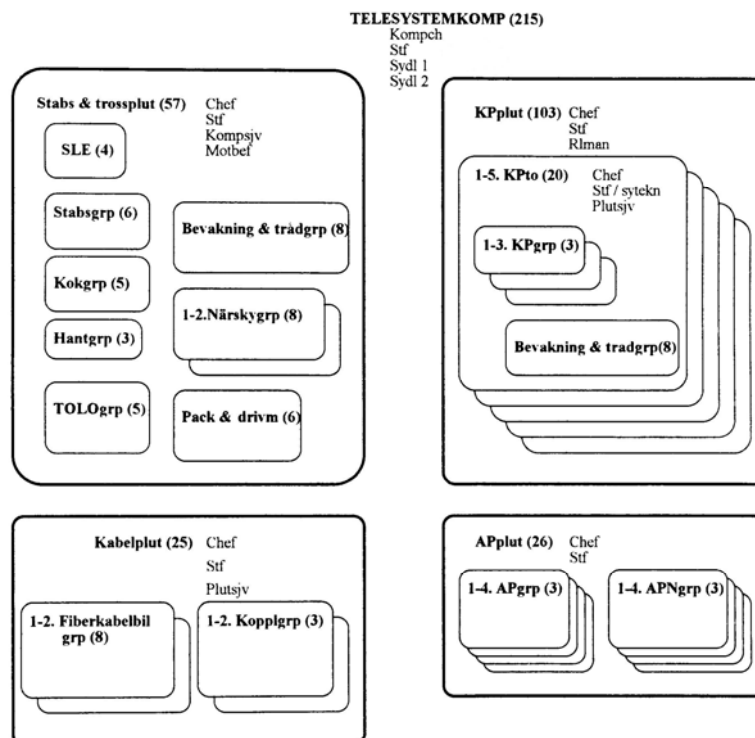 TELESYSTEMKOMP (215)
Kompch
Stf
Sydl 1
Sydl 2
Stabs & trossplut (57)
Chef
Stf
Kompsjv
Motbef
SLE (4)
Stabsgrp (6)
Kokgrp (5)
Hantgrp (3)
TOLOgrp (5)
Bevakning & trådgrp (8)
1-2.Närskygrp (8)
Pack & drivm (6)
KPplut (103)
Chef
Stf
Rlman
1-5. KPto (20)
Chef
Stf / sytekn
Plutsjv
1-3. KPgrp (3)
Bevakning & tradgrp(8)
Kabelplut (25)
Chef
Stf
Plutsjv
1-2. Fiberkabelbil
grp (8)
1-2. Kopplgrp (3)
APplut (26)
Chef
Stf
1-4. APgrp (3)
1-4. APNgrp (3)